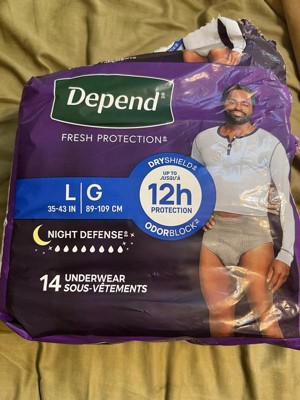 Depend®
FRESH PROTECTION
DRYSHIELD
UP TO
JUSQU'À
12h
PROTECTION
ODORBLOCK
L | G
35-43 IN | 89-109 CM
NIGHT DEFENSE
14 UNDERWEAR
SOUS-VÊTEMENTS